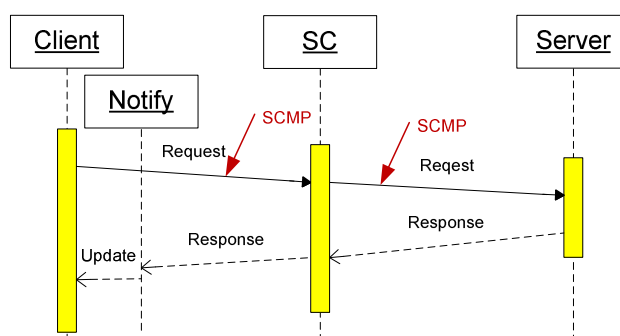 Client
SC
Server
Notify
SCMP
SCMP
Request
Reqest
Response
Response
Update